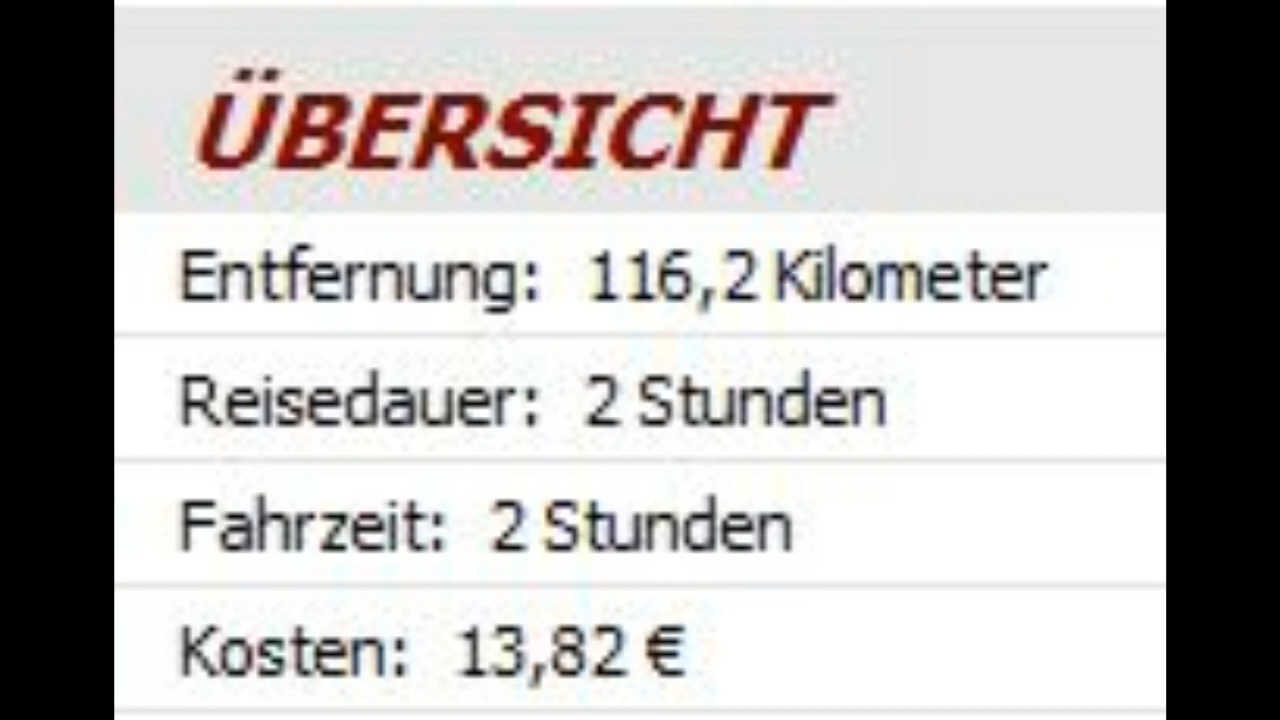 ÜBERSICHT
Entfernung: 116,2 Kilometer
Reisedauer: 2 Stunden
Fahrzeit: 2 Stunden
Kosten: 13,82 €